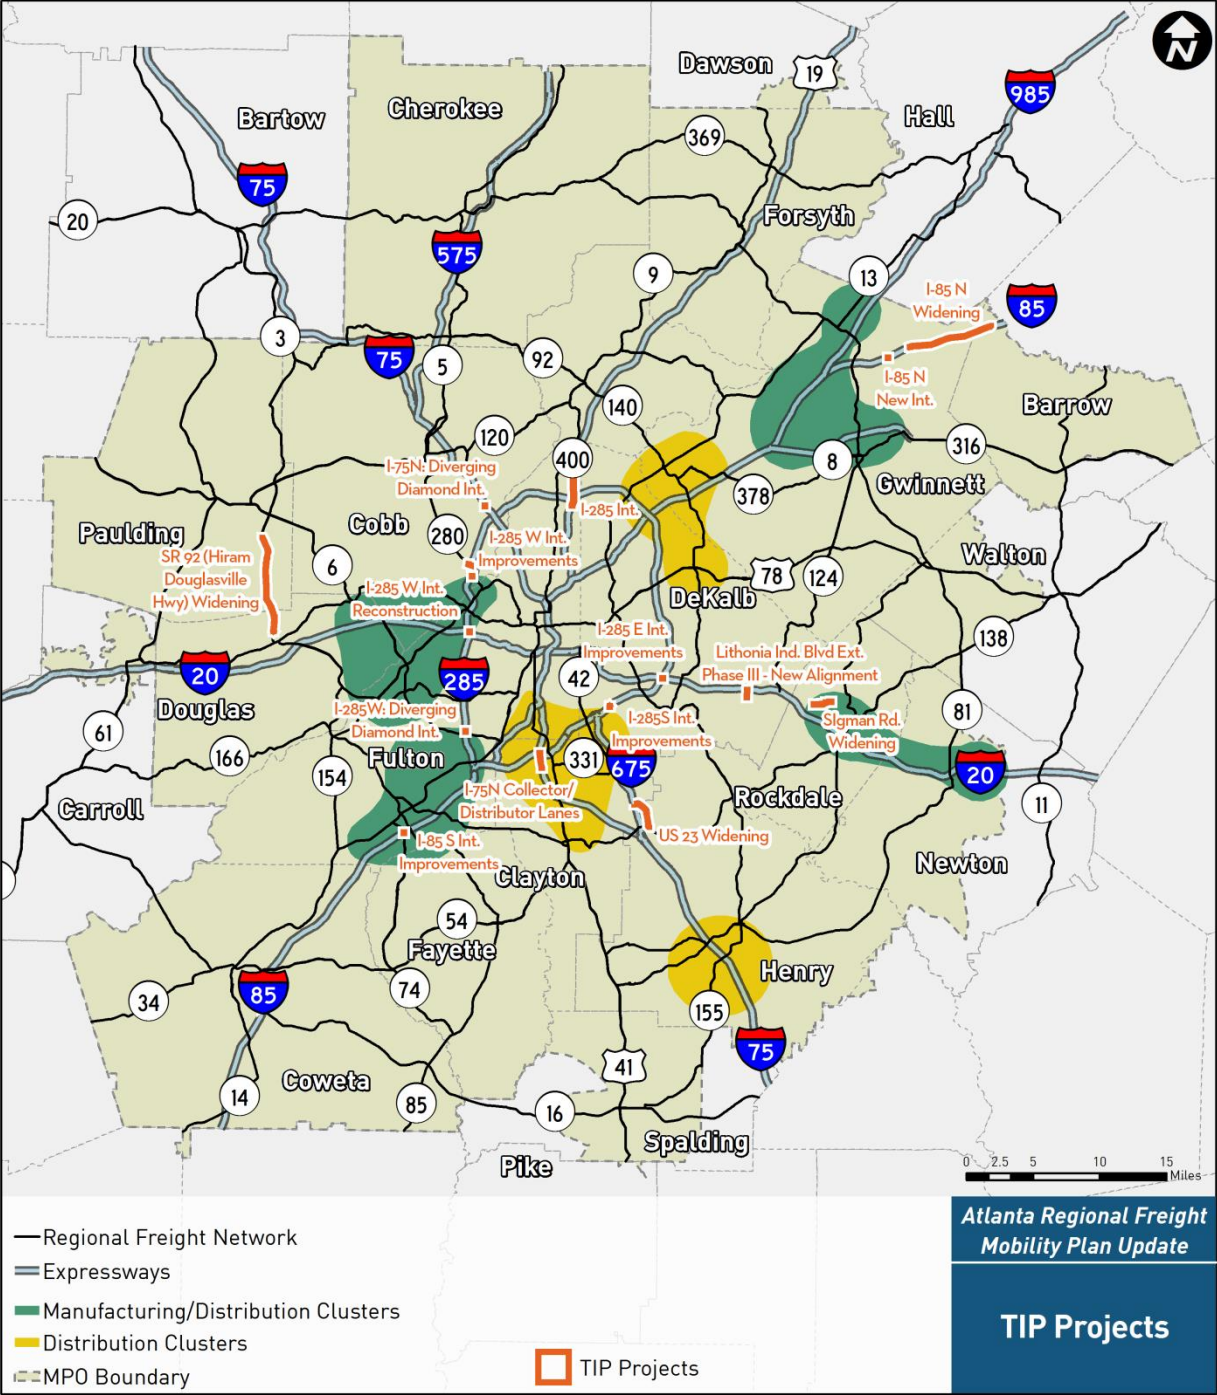 Dawson
19
N
985
Bartow
Cherokee
Hall
369
75
20
Forsyth
575
9
13
I-85 N
Widening
85
3
75
5
92
I-85 N
New Int.
140
Barrow
120
400
316
8
I-75N: Diverging
Diamond Int.
378
Gwinnett
I-285 Int.
Paulding
Cobb
280
I-285 W Int.
Improvements
Walton
SR 92 (Hiram
Douglasville
Hwy) Widening
6
78
124
I-285 W Int.
Reconstruction
DeKalb
138
I-285 E Int.
Improvements
Lithonia Ind. Blvd Ext.
Phase III - New Alignment
20
285
42
Douglas
I-285W: Diverging
Diamond Int.
I-285S Int.
Improvements
SIgman Rd.
Widening
81
61
166
Fulton
331
675
154
20
I-75N Collector/
Distributor Lanes
Rockdale
11
Carroll
US 23 Widening
I-85 S Int.
Improvements
Newton
Clayton
54
Fayette
Henry
34
85
74
155
75
41
Coweta
14
85
16
Spalding
Pike
0 2.5 5 10 15
Miles
Atlanta Regional Freight
Mobility Plan Update
TIP Projects
Regional Freight Network
Expressways
Manufacturing/Distribution Clusters
Distribution Clusters
MPO Boundary
TIP Projects